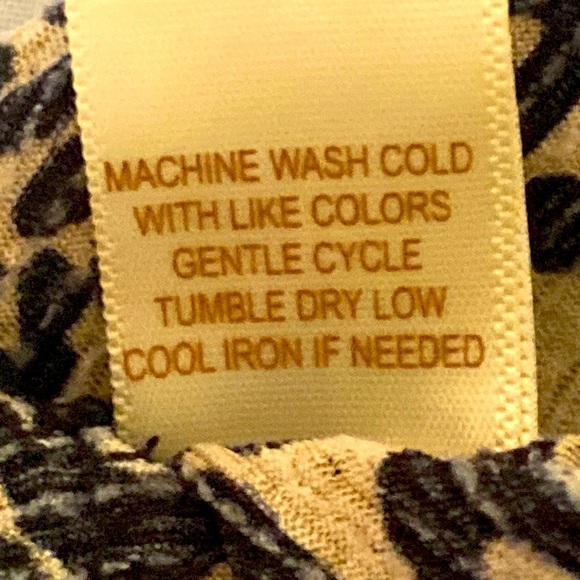 MACHINE WASH COLD
WITH LIKE COLORS
GENTLE CYCLE
TUMBLE DRY LOW
COOL IRON IF NEEDED